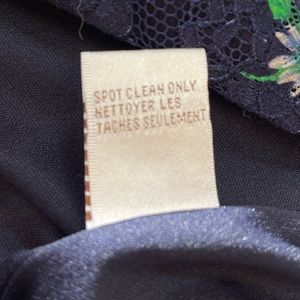 SPOT CLEAN ONLY
NETTOYER LES
TACHES SEULEMENT